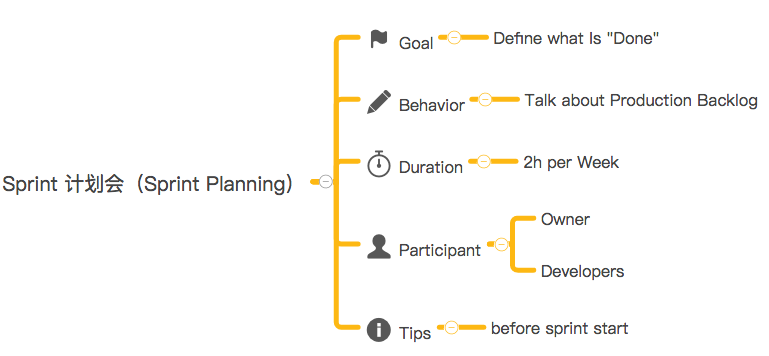 Sprint 计划会（Sprint Planning）
Goal
Define what Is "Done"
Behavior
Talk about Production Backlog
Duration
2h per Week
Participant
Owner
Developers
Tips
before sprint start